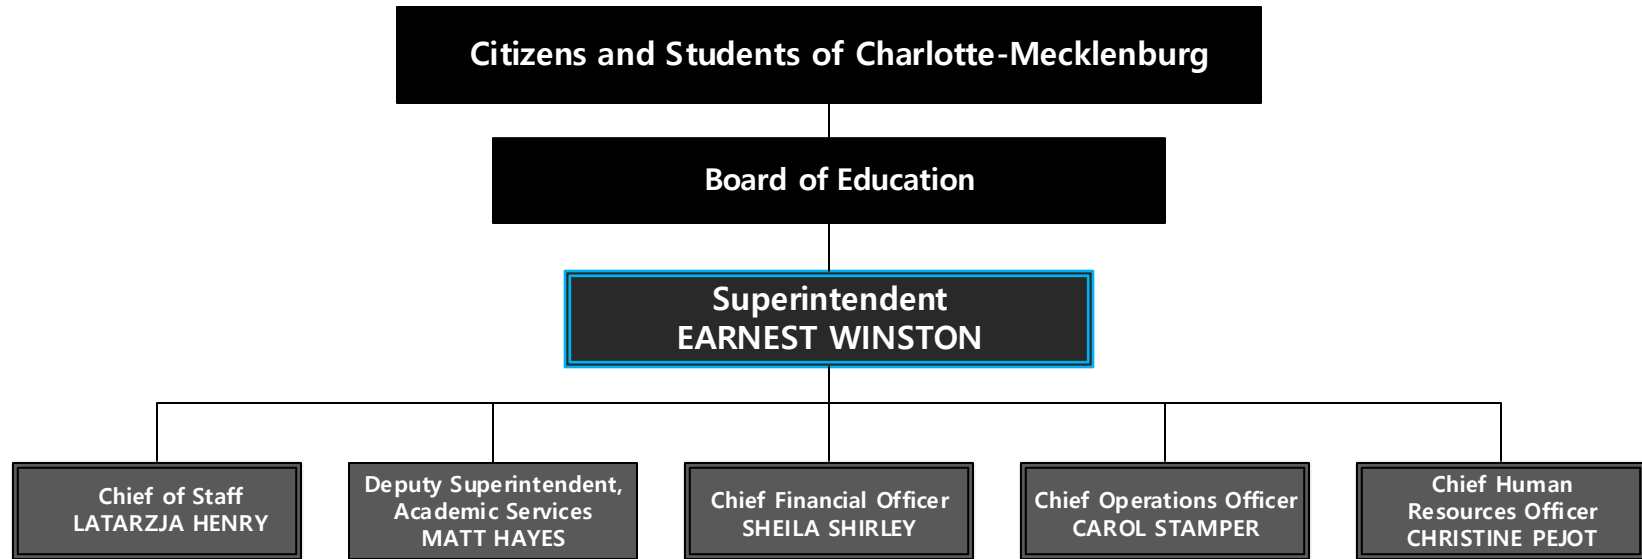 Citizens and Students of Charlotte-Mecklenburg
Board of Education
Superintendent
EARNEST WINSTON
Chief of Staff
LATARZJA HENRY
Deputy Superintendent,
Academic Services
MATT HAYES
Chief Financial Officer
SHEILA SHIRLEY
Chief Operations Officer
CAROL STAMPER
Chief Human
Resources Officer
CHRISTINE PEJOT